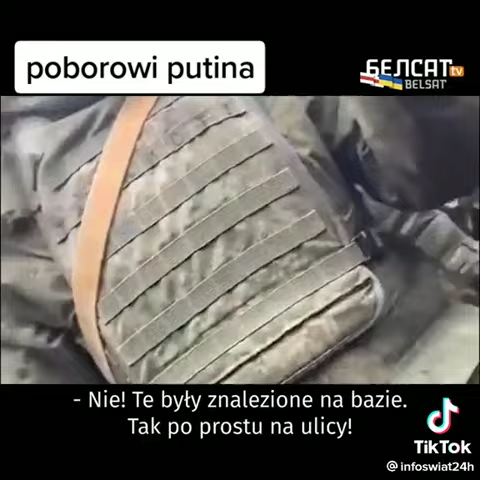 poborowi putina
БЕЛСАТ tv
BELSAT
- Nie! Te były znalezione na bazie.
Tak po prostu na ulicy!
TikTok
@infoswiat24h